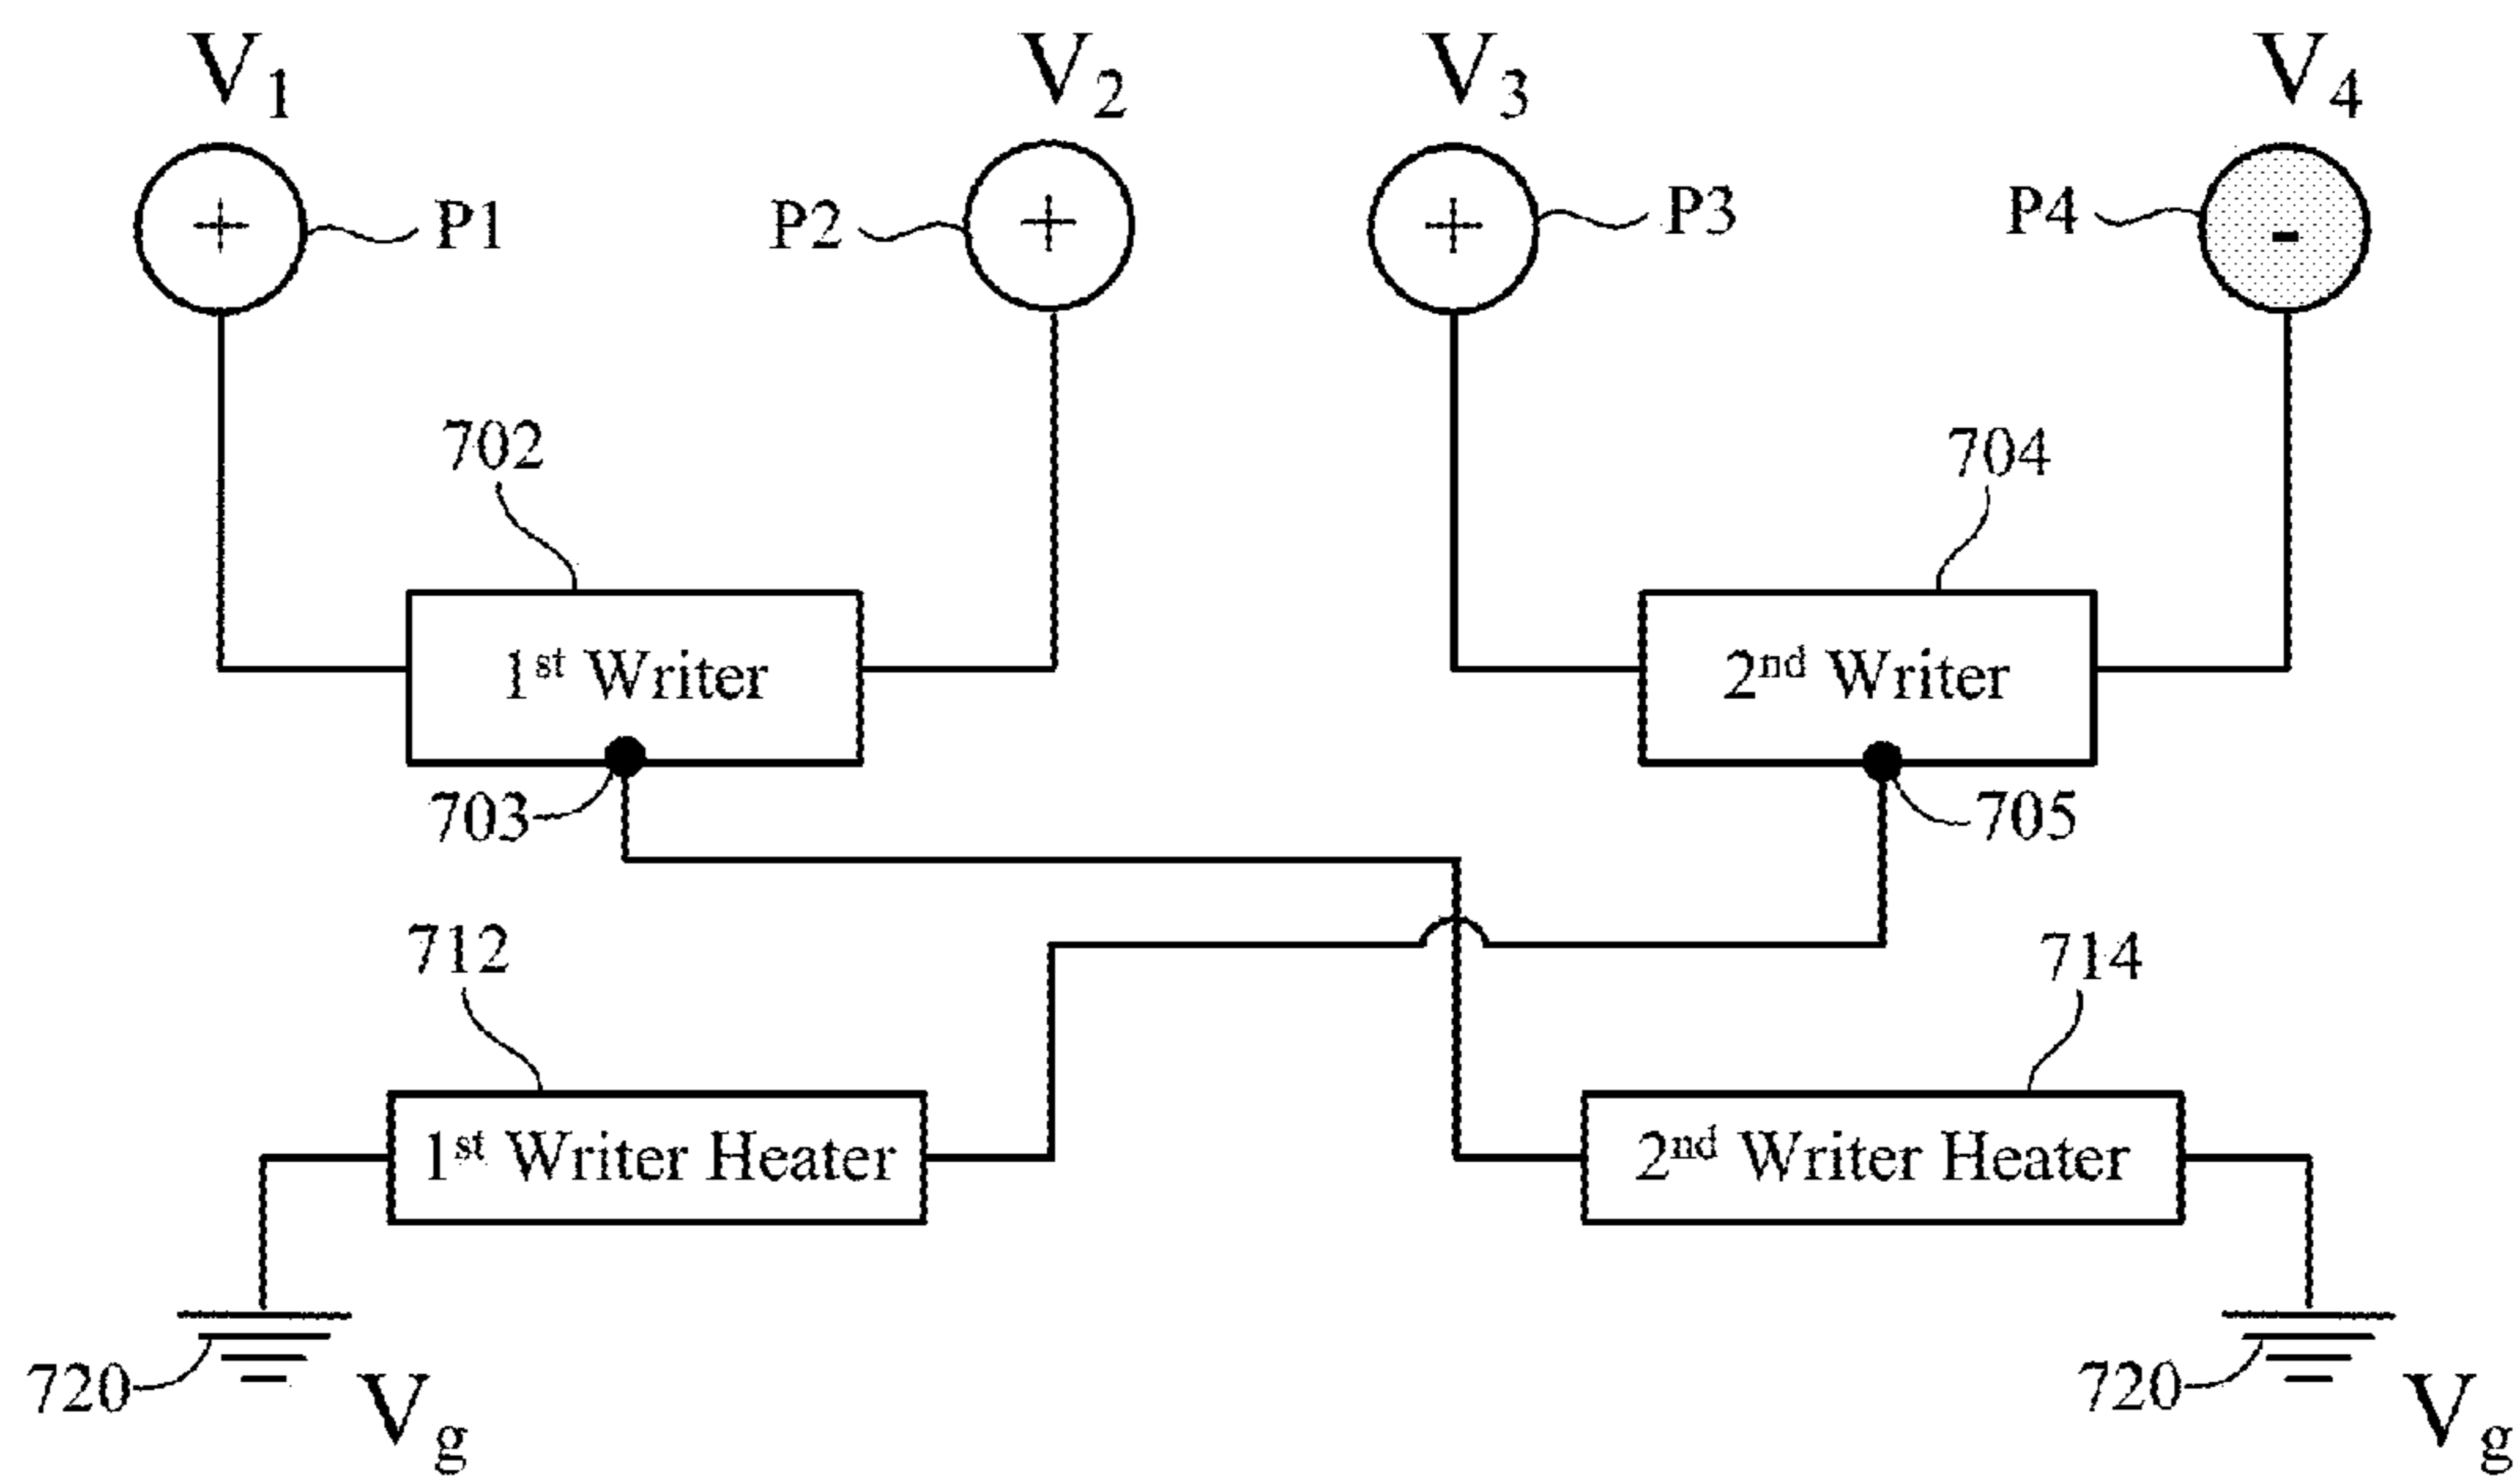 V1 V2 V3 V4
+ P1 P2 + + P3 P4 -
702 704
1st Writer 2nd Writer
703 705
712 714
1st Writer Heater 2nd Writer Heater
720 Vg 720 Vg